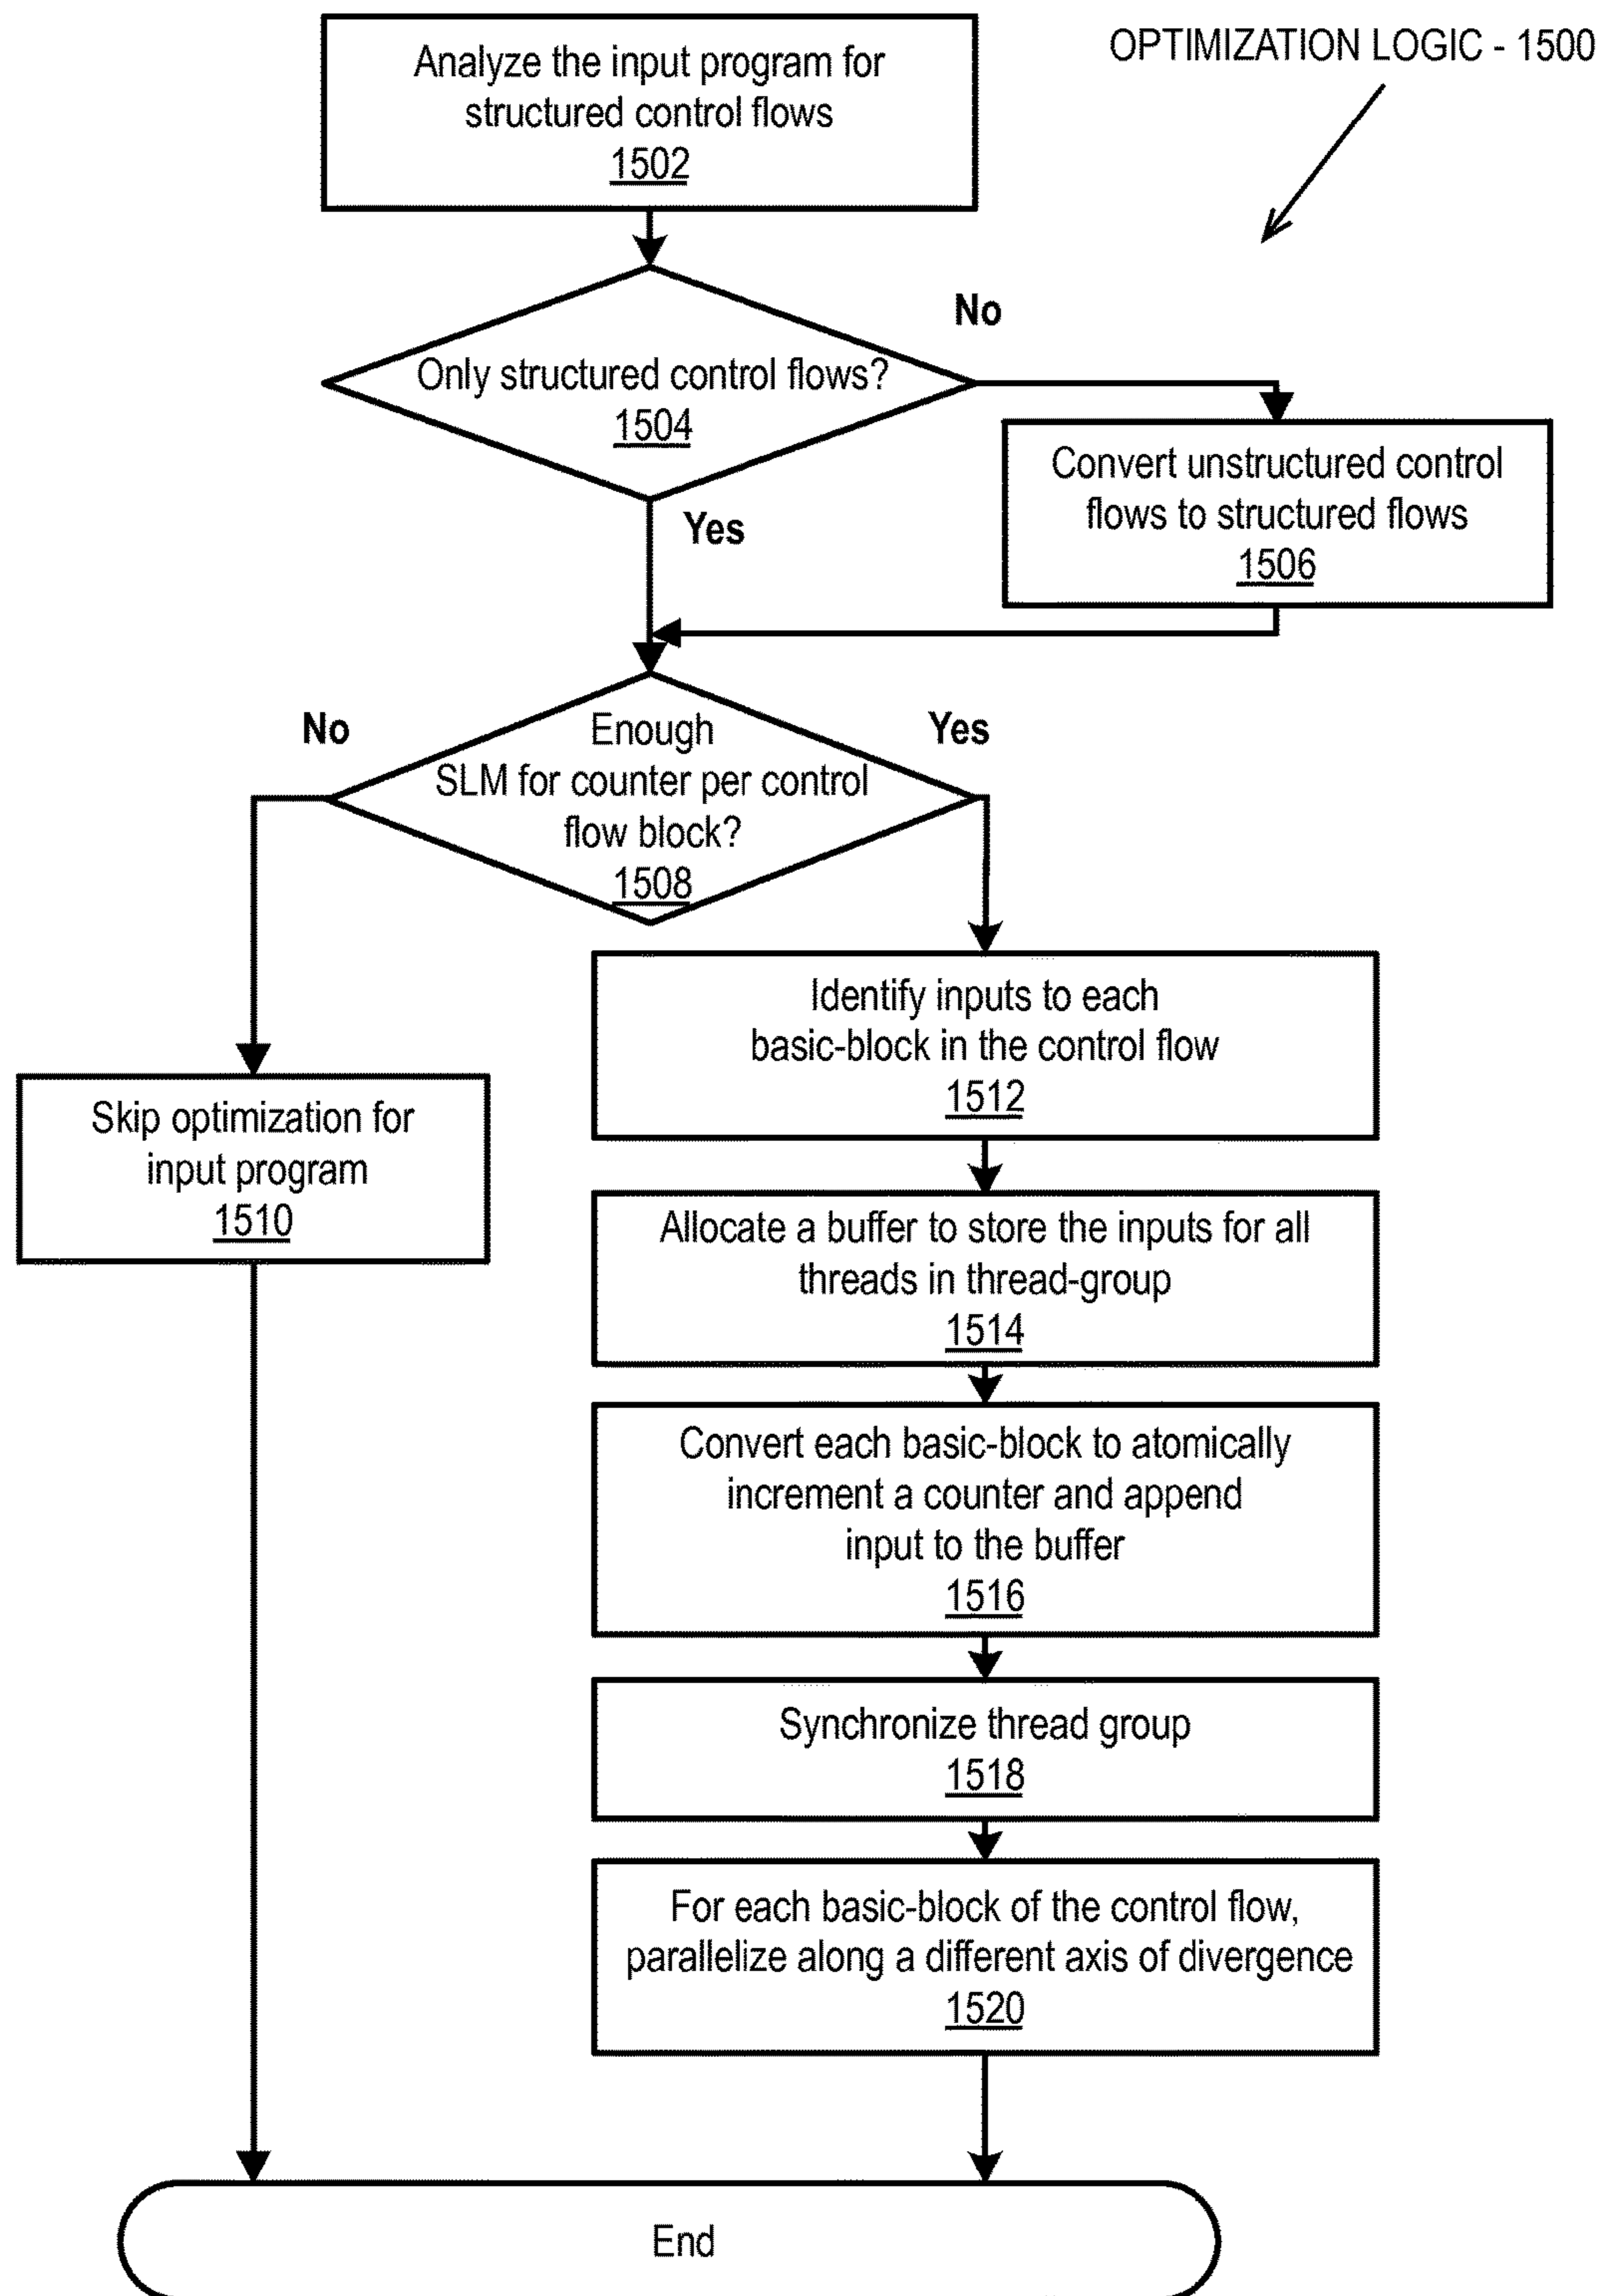 OPTIMIZATION LOGIC - 1500
Analyze the input program for
structured control flows
1502
No
Only structured control flows?
1504
Convert unstructured control
flows to structured flows
1506
Yes
No
Enough
Yes
SLM for counter per control
flow block?
1508
Identify inputs to each
basic-block in the control flow
1512
Skip optimization for
input program
1510
Allocate a buffer to store the inputs for all
threads in thread-group
1514
Convert each basic-block to atomically
increment a counter and append
input to the buffer
1516
Synchronize thread group
1518
For each basic-block of the control flow,
parallelize along a different axis of divergence
1520
End